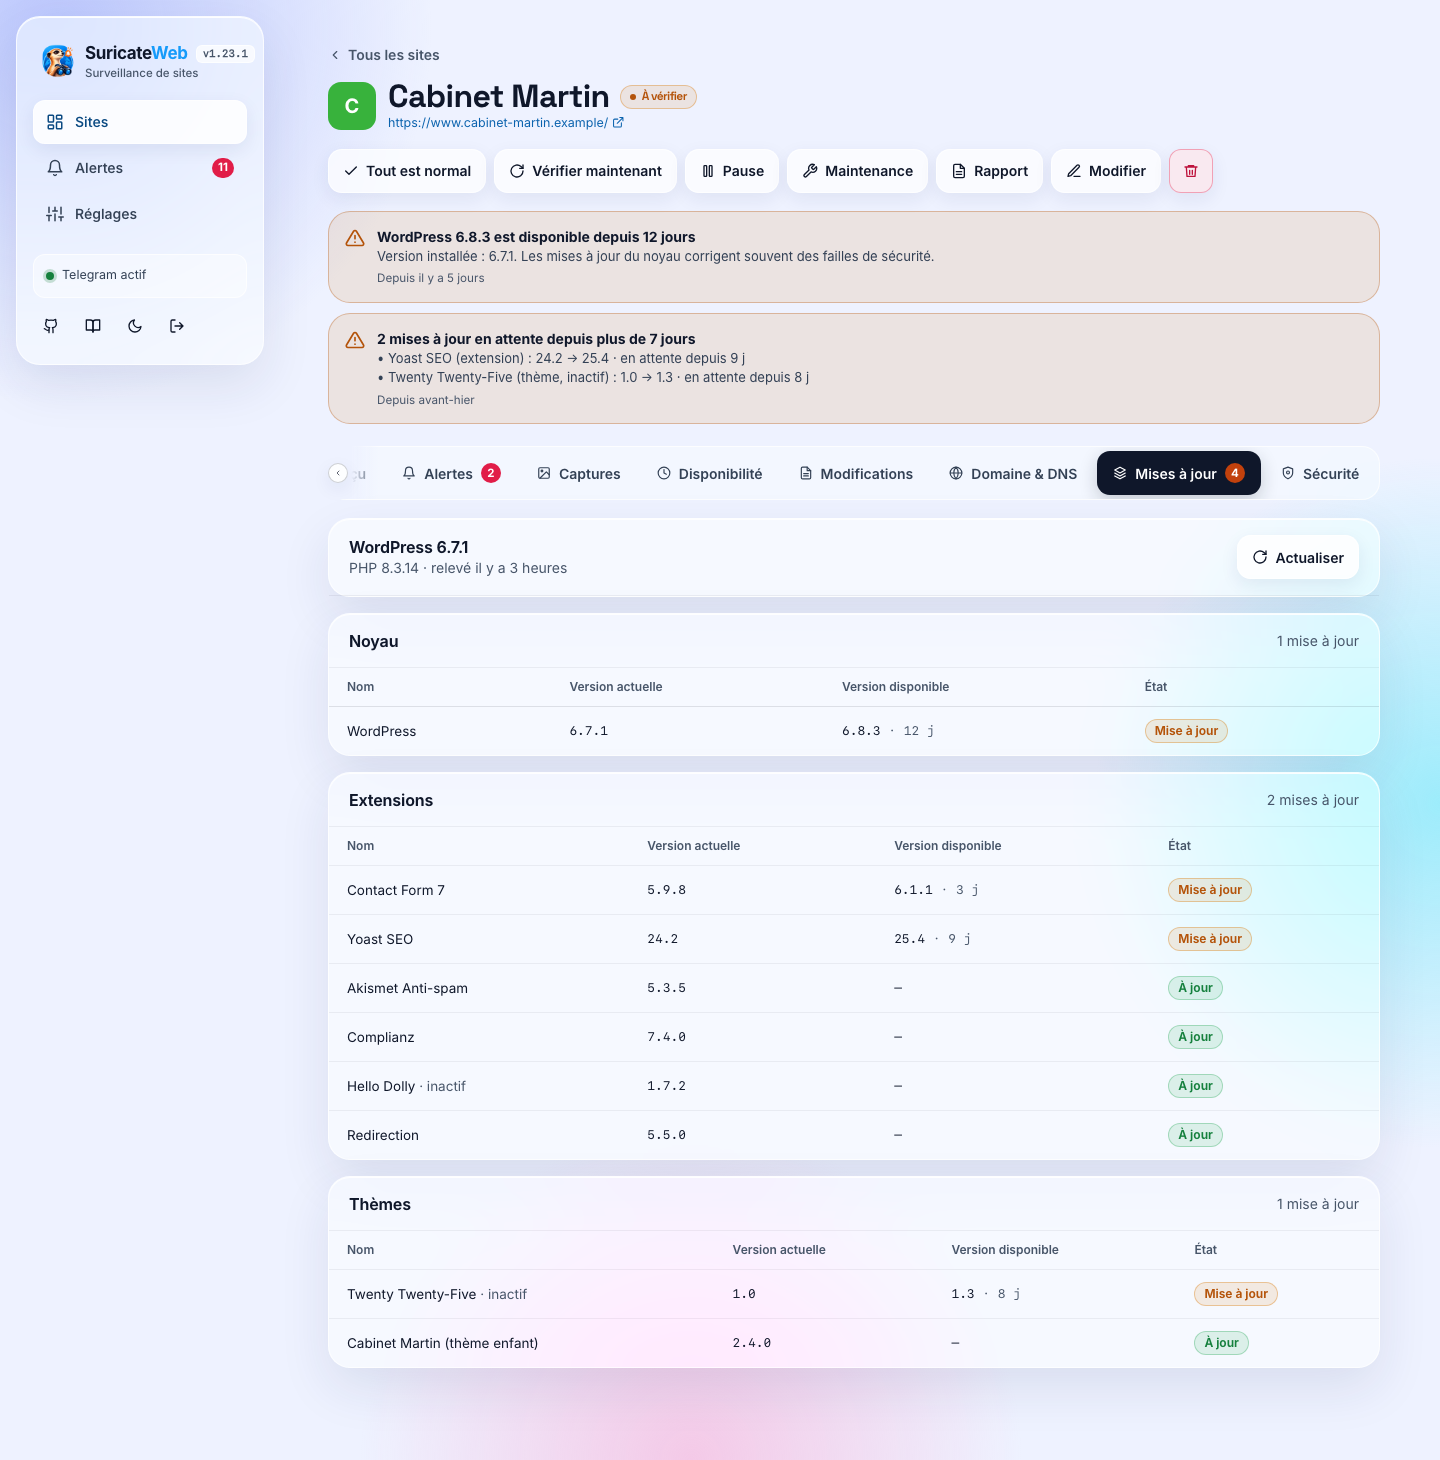 SuricateWeb v1.23.1
Surveillance de sites
Sites
Alertes 11
Réglages
Telegram actif
Tous les sites
C
Cabinet Martin À vérifier
https://www.cabinet-martin.example/
Tout est normal Vérifier maintenant Pause Maintenance Rapport Modifier
WordPress 6.8.3 est disponible depuis 12 jours
Version installée : 6.7.1. Les mises à jour du noyau corrigent souvent des failles de sécurité.
Depuis il y a 5 jours
2 mises à jour en attente depuis plus de 7 jours
• Yoast SEO (extension) : 24.2 → 25.4 · en attente depuis 9 j
• Twenty Twenty-Five (thème, inactif) : 1.0 → 1.3 · en attente depuis 8 j
Depuis avant-hier
Alertes 2 Captures Disponibilité Modifications Domaine & DNS Mises à jour 4 Sécurité
WordPress 6.7.1
PHP 8.3.14 · relevé il y a 3 heures
Actualiser
Noyau 1 mise à jour
Nom Version actuelle Version disponible État
WordPress 6.7.1 6.8.3 · 12 j Mise à jour
Extensions 2 mises à jour
Nom Version actuelle Version disponible État
Contact Form 7 5.9.8 6.1.1 · 3 j Mise à jour
Yoast SEO 24.2 25.4 · 9 j Mise à jour
Akismet Anti-spam 5.3.5 — À jour
Complianz 7.4.0 — À jour
Hello Dolly · inactif 1.7.2 — À jour
Redirection 5.5.0 — À jour
Thèmes 1 mise à jour
Nom Version actuelle Version disponible État
Twenty Twenty-Five · inactif 1.0 1.3 · 8 j Mise à jour
Cabinet Martin (thème enfant) 2.4.0 — À jour